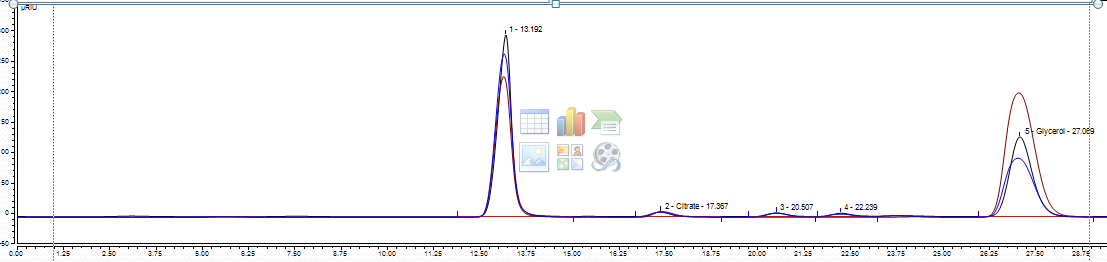 µRIU
1 - 13.192
5 - Glycerol - 27.069
2 - Citrate - 17.367
3 - 20.507
4 - 22.239
0
50
0.00 1.25 2.50 3.75 5.00 6.25 7.50 8.75 10.00 11.25 12.50 13.75 15.00 16.25 17.50 18.75 20.00 21.25 22.50 23.75 25.00 26.25 27.50 28.75